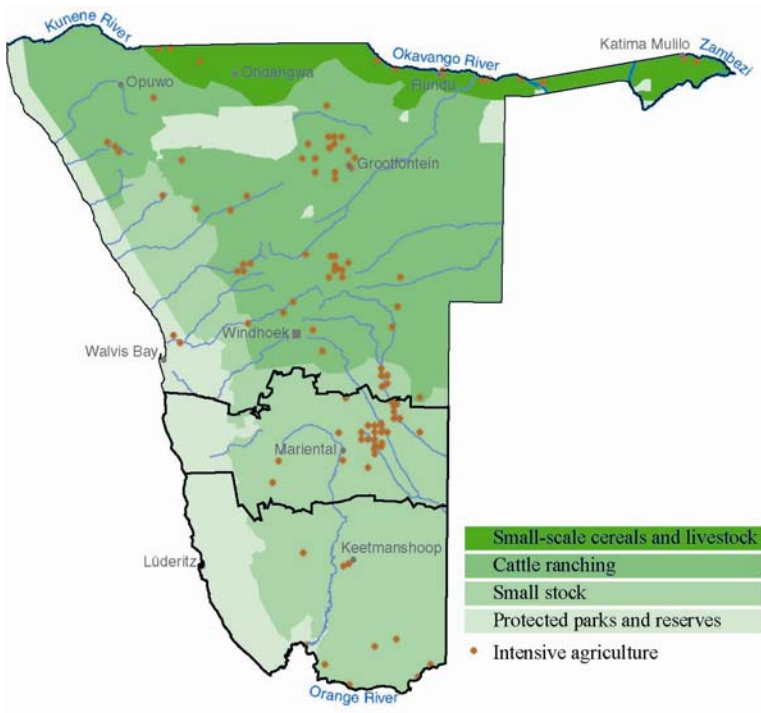 Kunene River
Okavango River
Katima Mulilo
Zambezi
Ondangwa
Opuwo
Rundu
Grootfontein
Windhoek
Walvis Bay
Mariental
Lüderitz
Keetmanshoop
Orange River
Small-scale cereals and livestock
Cattle ranching
Small stock
Protected parks and reserves
Intensive agriculture